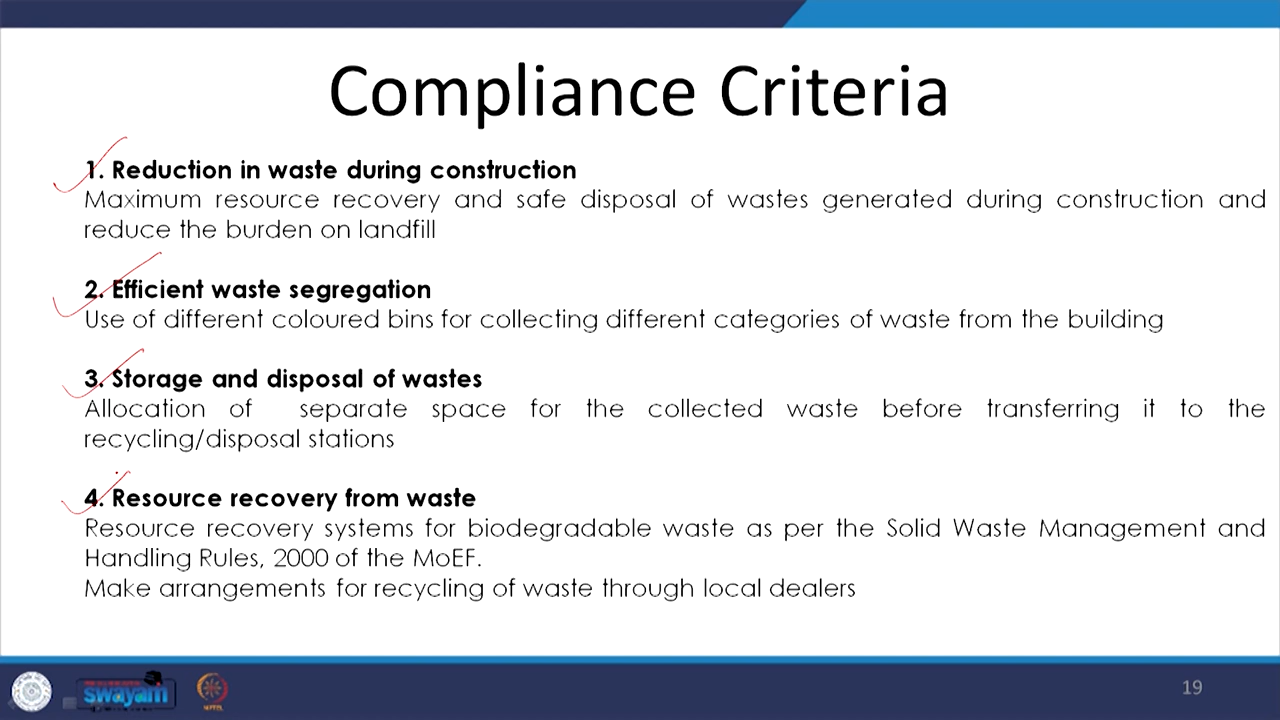 Compliance Criteria
1. Reduction in waste during construction
Maximum resource recovery and safe disposal of wastes generated during construction and
reduce the burden on landfill
2. Efficient waste segregation
Use of different coloured bins for collecting different categories of waste from the building
3. Storage and disposal of wastes
Allocation of separate space for the collected waste before transferring it to the
recycling/disposal stations
4. Resource recovery from waste
Resource recovery systems for biodegradable waste as per the Solid Waste Management and
Handling Rules, 2000 of the MoEF.
Make arrangements for recycling of waste through local dealers
swayam
19